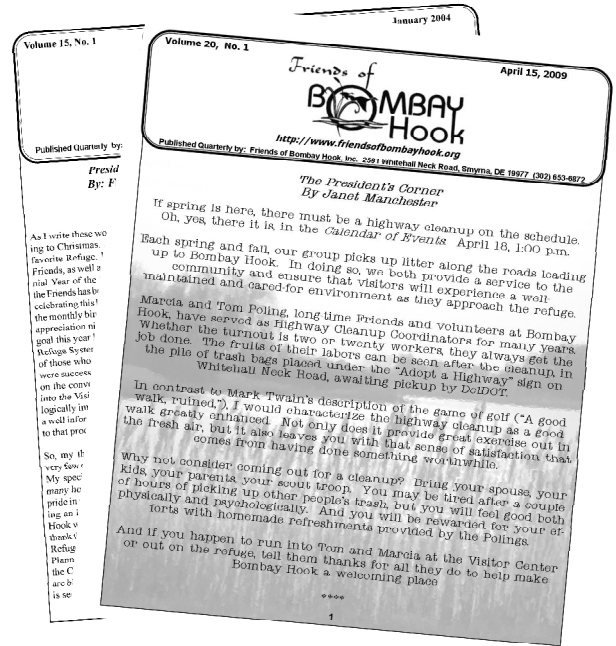 January 2004
Volume 15, No. 1
Published Quarterly by:
Presid
By: F
As I write these wo
ing to Christmas.
favorite Refuge.
Friends, as well a
nial Year of the
the Friends has b
celebrating this
the monthly bir
appreciation ni
goal this year
Refuge Syster
of those who
were success
on the conv
into the Visi
logically im
a well infor
to that proc
So, my th
very fawc
My spec
many he
pride in
ing an i
Hook w
thank
Refug
Plann
the C
are b
is se
Volume 20, No. 1
April 15, 2009
Friends of
BOMBAY
Hook
http://www.friendsofbombayhook.org
Published Quarterly by: Friends of Bombay Hook, Inc. 2591 Whitehall Neck Road, Smyrna, DE 19977 (302) 653-6872
The President's Corner
By Janet Manchester
If spring is here, there must be a highway cleanup on the schedule.
Oh, yes, there it is, in the Calendar of Events April 18, 1:00 p.m.
Each spring and fall, our group picks up litter along the roads leading
up to Bombay Hook. In doing so, we both provide a service to the
community and ensure that visitors will experience a well-
maintained and cared-for environment as they approach the refuge.
Marcia and Tom Poling, long-time Friends and volunteers at Bombay
Hook, have served as Highway Cleanup Coordinators for many years.
Whether the turnout is two or twenty workers, they always get the
job done. The fruits of their labors can be seen after the cleanup, in
the pile of trash bags placed under the "Adopt a Highway" sign on
Whitehall Neck Road, awaiting pickup by DelDOT.
In contrast to Mark Twain's description of the game of golf ("A good
walk, ruined,"), I would characterize the highway cleanup as a good
walk greatly enhanced. Not only does it provide great exercise out in
the fresh air, but it also leaves you with that sense of satisfaction that
comes from having done something worthwhile.
Why not consider coming out for a cleanup? Bring your spouse, your
kids, your parents, your scout troop. You may be tired after a couple
of hours of picking up other people's trash, but you will feel good both
physically and psychologically. And you will be rewarded for your ef-
forts with homemade refreshments provided by the Polings.
And if you happen to run into Tom and Marcia at the Visitor Center
or out on the refuge, tell them thanks for all they do to help make
Bombay Hook a welcoming place
****
1